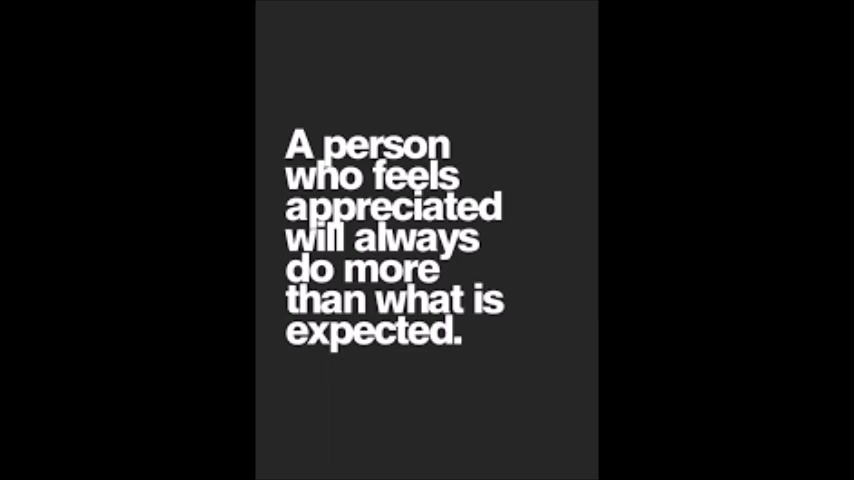 A person
who feels
appreciated
will always
do more
than what is
expected.